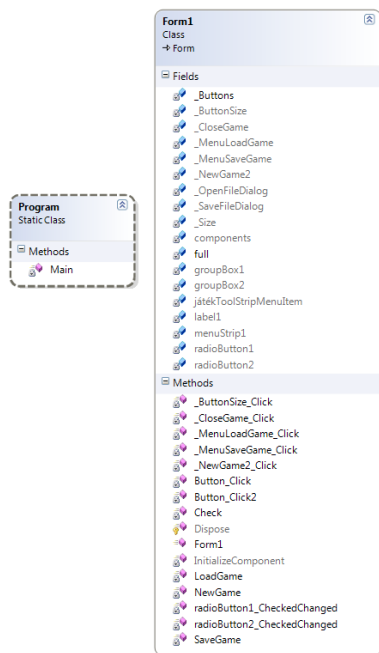 Program
Static Class
Methods
Main
Form1
Class
Form
Fields
_Buttons
_ButtonSize
_CloseGame
_MenuLoadGame
_MenuSaveGame
_NewGame2
_OpenFileDialog
_SaveFileDialog
_Size
components
full
groupBox1
groupBox2
játékToolStripMenuItem
label1
menuStrip1
radioButton1
radioButton2
Methods
_ButtonSize_Click
_CloseGame_Click
_MenuLoadGame_Click
_MenuSaveGame_Click
_NewGame2_Click
Button_Click
Button_Click2
Check
Dispose
Form1
InitializeComponent
LoadGame
NewGame
radioButton1_CheckedChanged
radioButton2_CheckedChanged
SaveGame